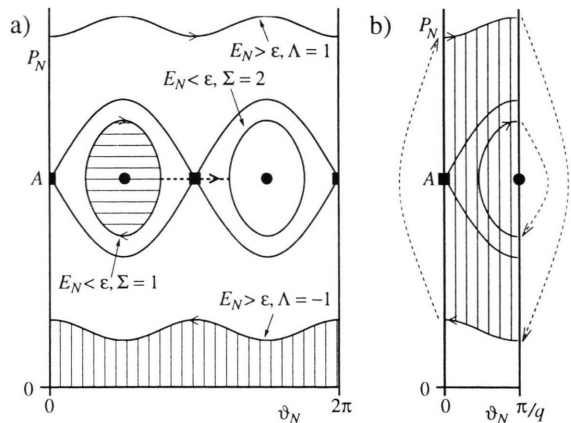 a)
P_N
E_N > ε, Λ = 1
E_N < ε, Σ = 2
A
E_N < ε, Σ = 1
E_N > ε, Λ = −1
0
0
ϑ_N
2π
b)
P_N
A
0
0
ϑ_N
π/q